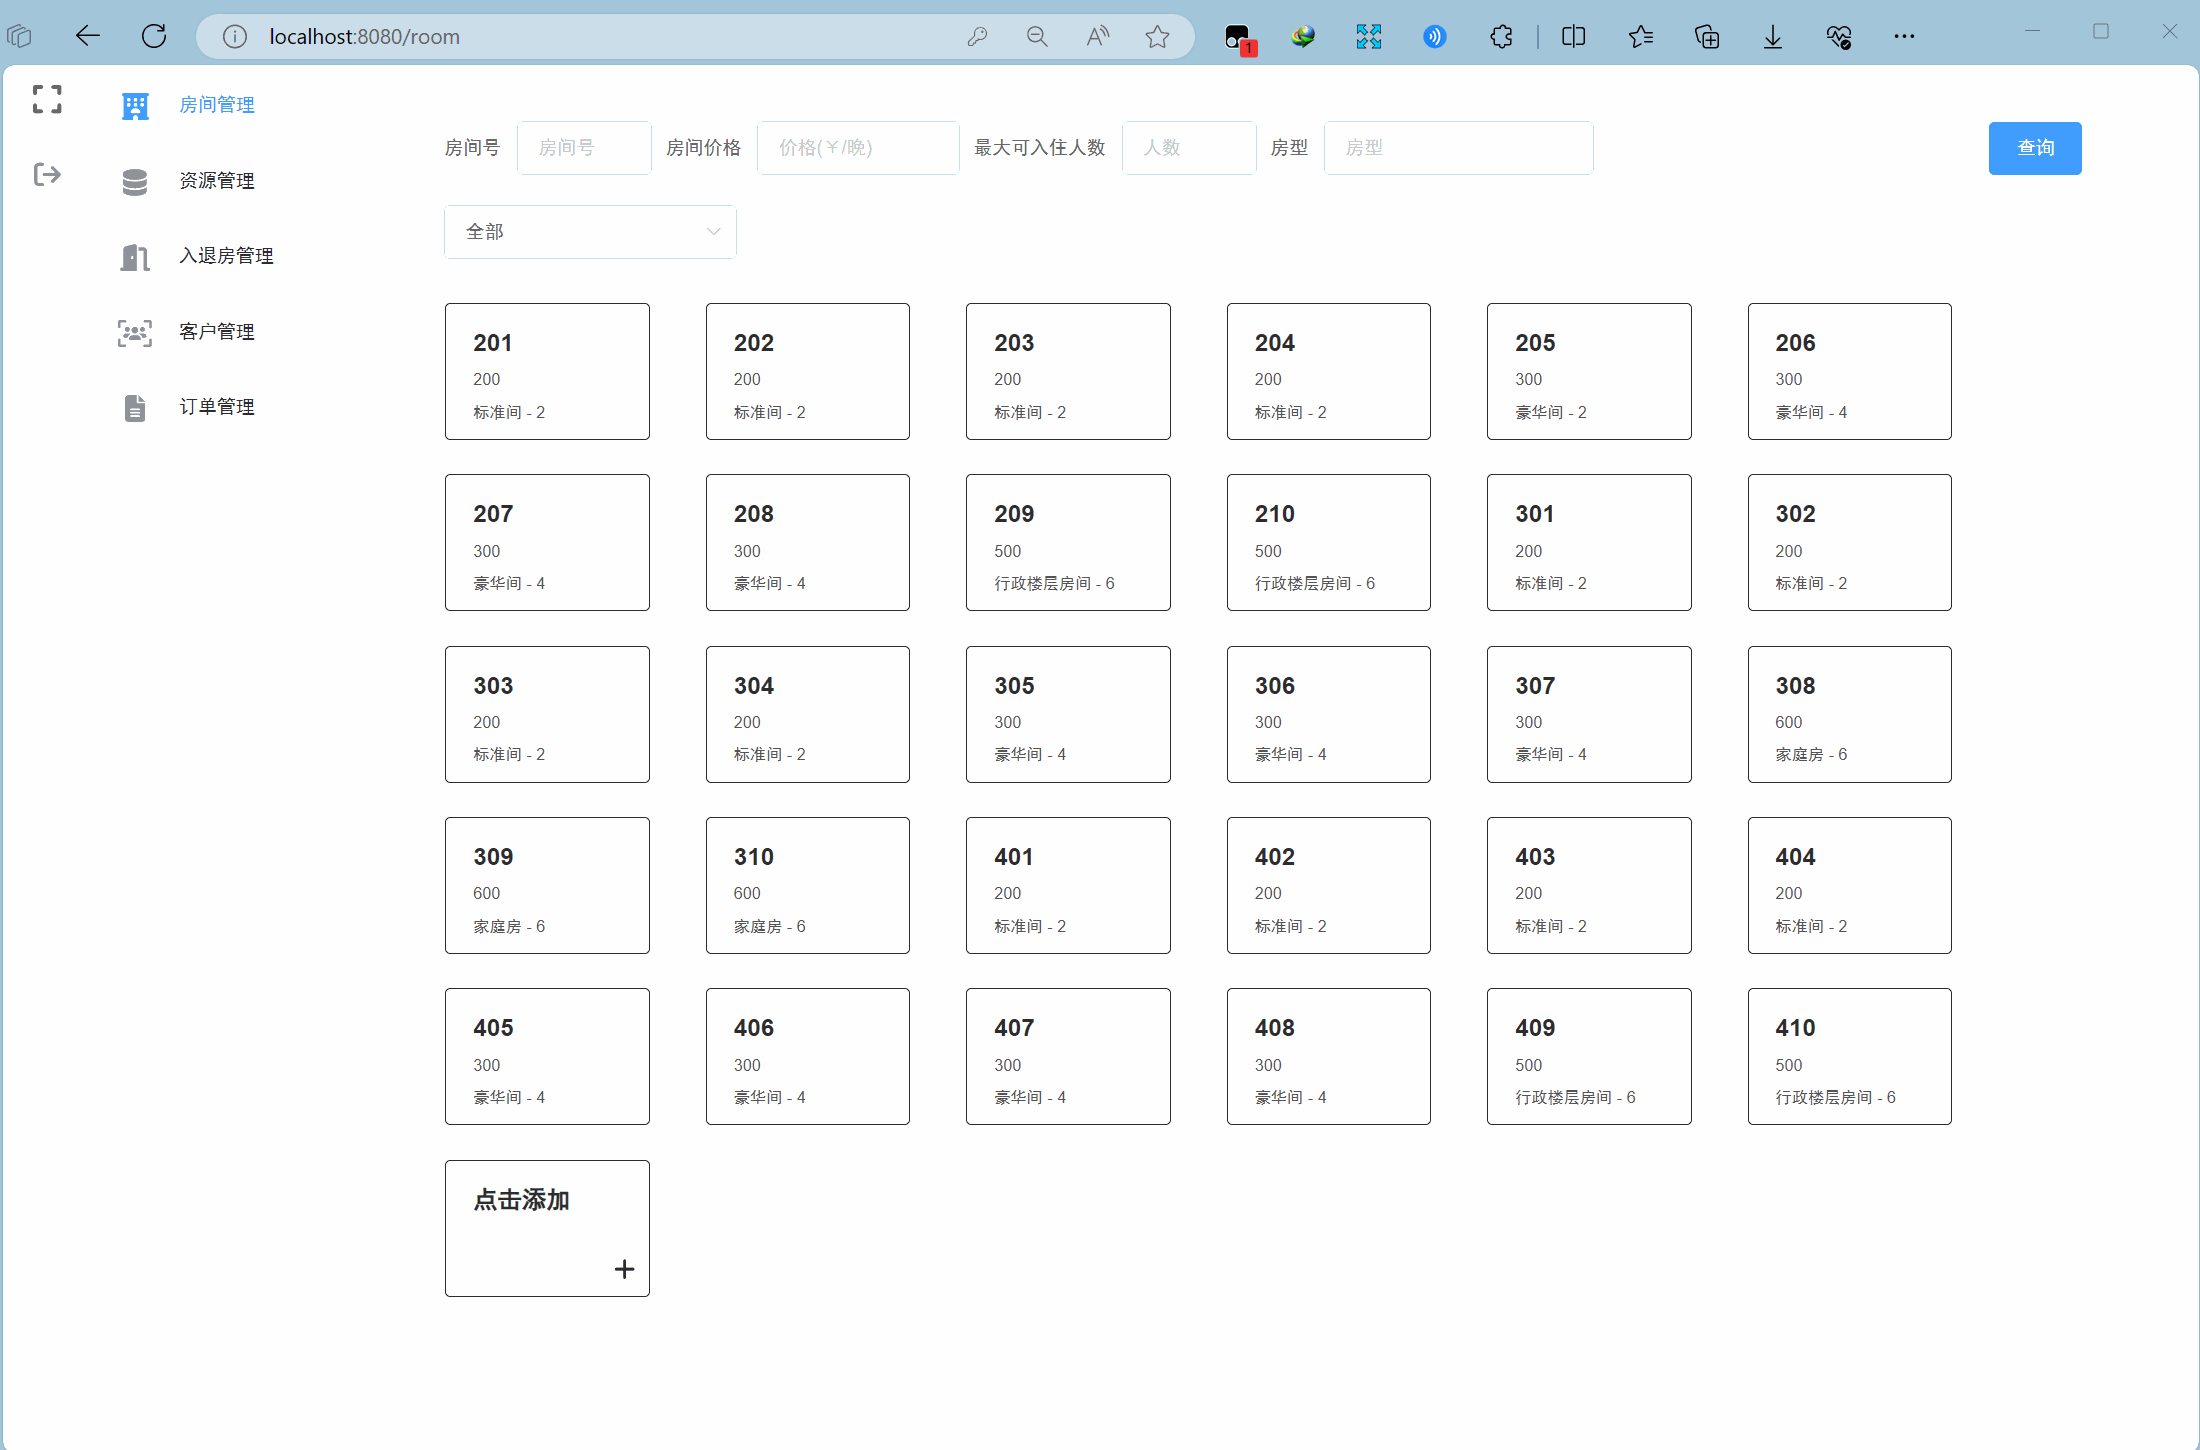 localhost:8080/room
1
房间管理
资源管理
入退房管理
客户管理
订单管理
房间号 房间号 房间价格 价格(￥/晚) 最大可入住人数 人数 房型 房型 查询
全部
201 202 203 204 205 206
200 200 200 200 300 300
标准间 - 2 标准间 - 2 标准间 - 2 标准间 - 2 豪华间 - 2 豪华间 - 4
207 208 209 210 301 302
300 300 500 500 200 200
豪华间 - 4 豪华间 - 4 行政楼层房间 - 6 行政楼层房间 - 6 标准间 - 2 标准间 - 2
303 304 305 306 307 308
200 200 300 300 300 600
标准间 - 2 标准间 - 2 豪华间 - 4 豪华间 - 4 豪华间 - 4 家庭房 - 6
309 310 401 402 403 404
600 600 200 200 200 200
家庭房 - 6 家庭房 - 6 标准间 - 2 标准间 - 2 标准间 - 2 标准间 - 2
405 406 407 408 409 410
300 300 300 300 500 500
豪华间 - 4 豪华间 - 4 豪华间 - 4 豪华间 - 4 行政楼层房间 - 6 行政楼层房间 - 6
点击添加